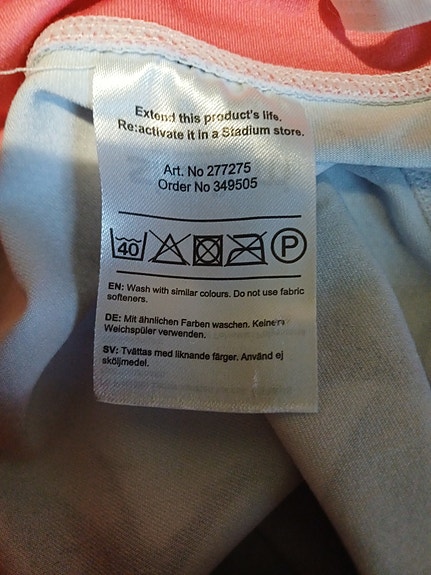 Extend this product's life.
Re:activate it in a Stadium store.
Art. No 277275
Order No 349505
40 P
EN: Wash with similar colours. Do not use fabric
softeners.
DE: Mit ähnlichen Farben waschen. Keinen
Weichspüler verwenden.
SV: Tvättas med liknande färger. Använd ej
sköljmedel.